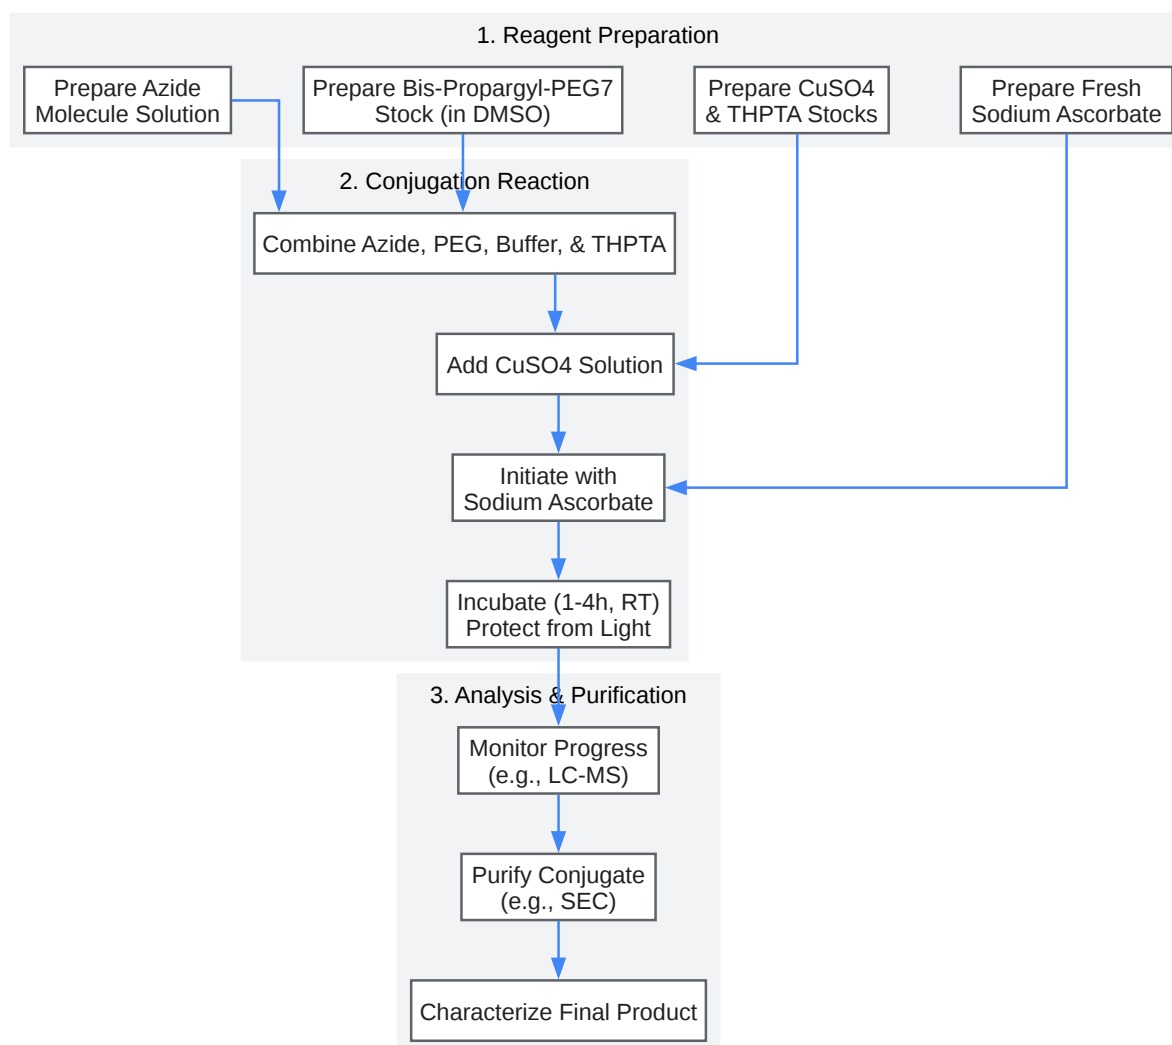 1. Reagent Preparation
Prepare Azide
Molecule Solution
Prepare Bis-Propargyl-PEG7
Stock (in DMSO)
Prepare CuSO4
& THPTA Stocks
Prepare Fresh
Sodium Ascorbate
2. Conjugation Reaction
Combine Azide, PEG, Buffer, & THPTA
Add CuSO4 Solution
Initiate with
Sodium Ascorbate
Incubate (1-4h, RT)
Protect from Light
3. Analysis & Purification
Monitor Progress
(e.g., LC-MS)
Purify Conjugate
(e.g., SEC)
Characterize Final Product